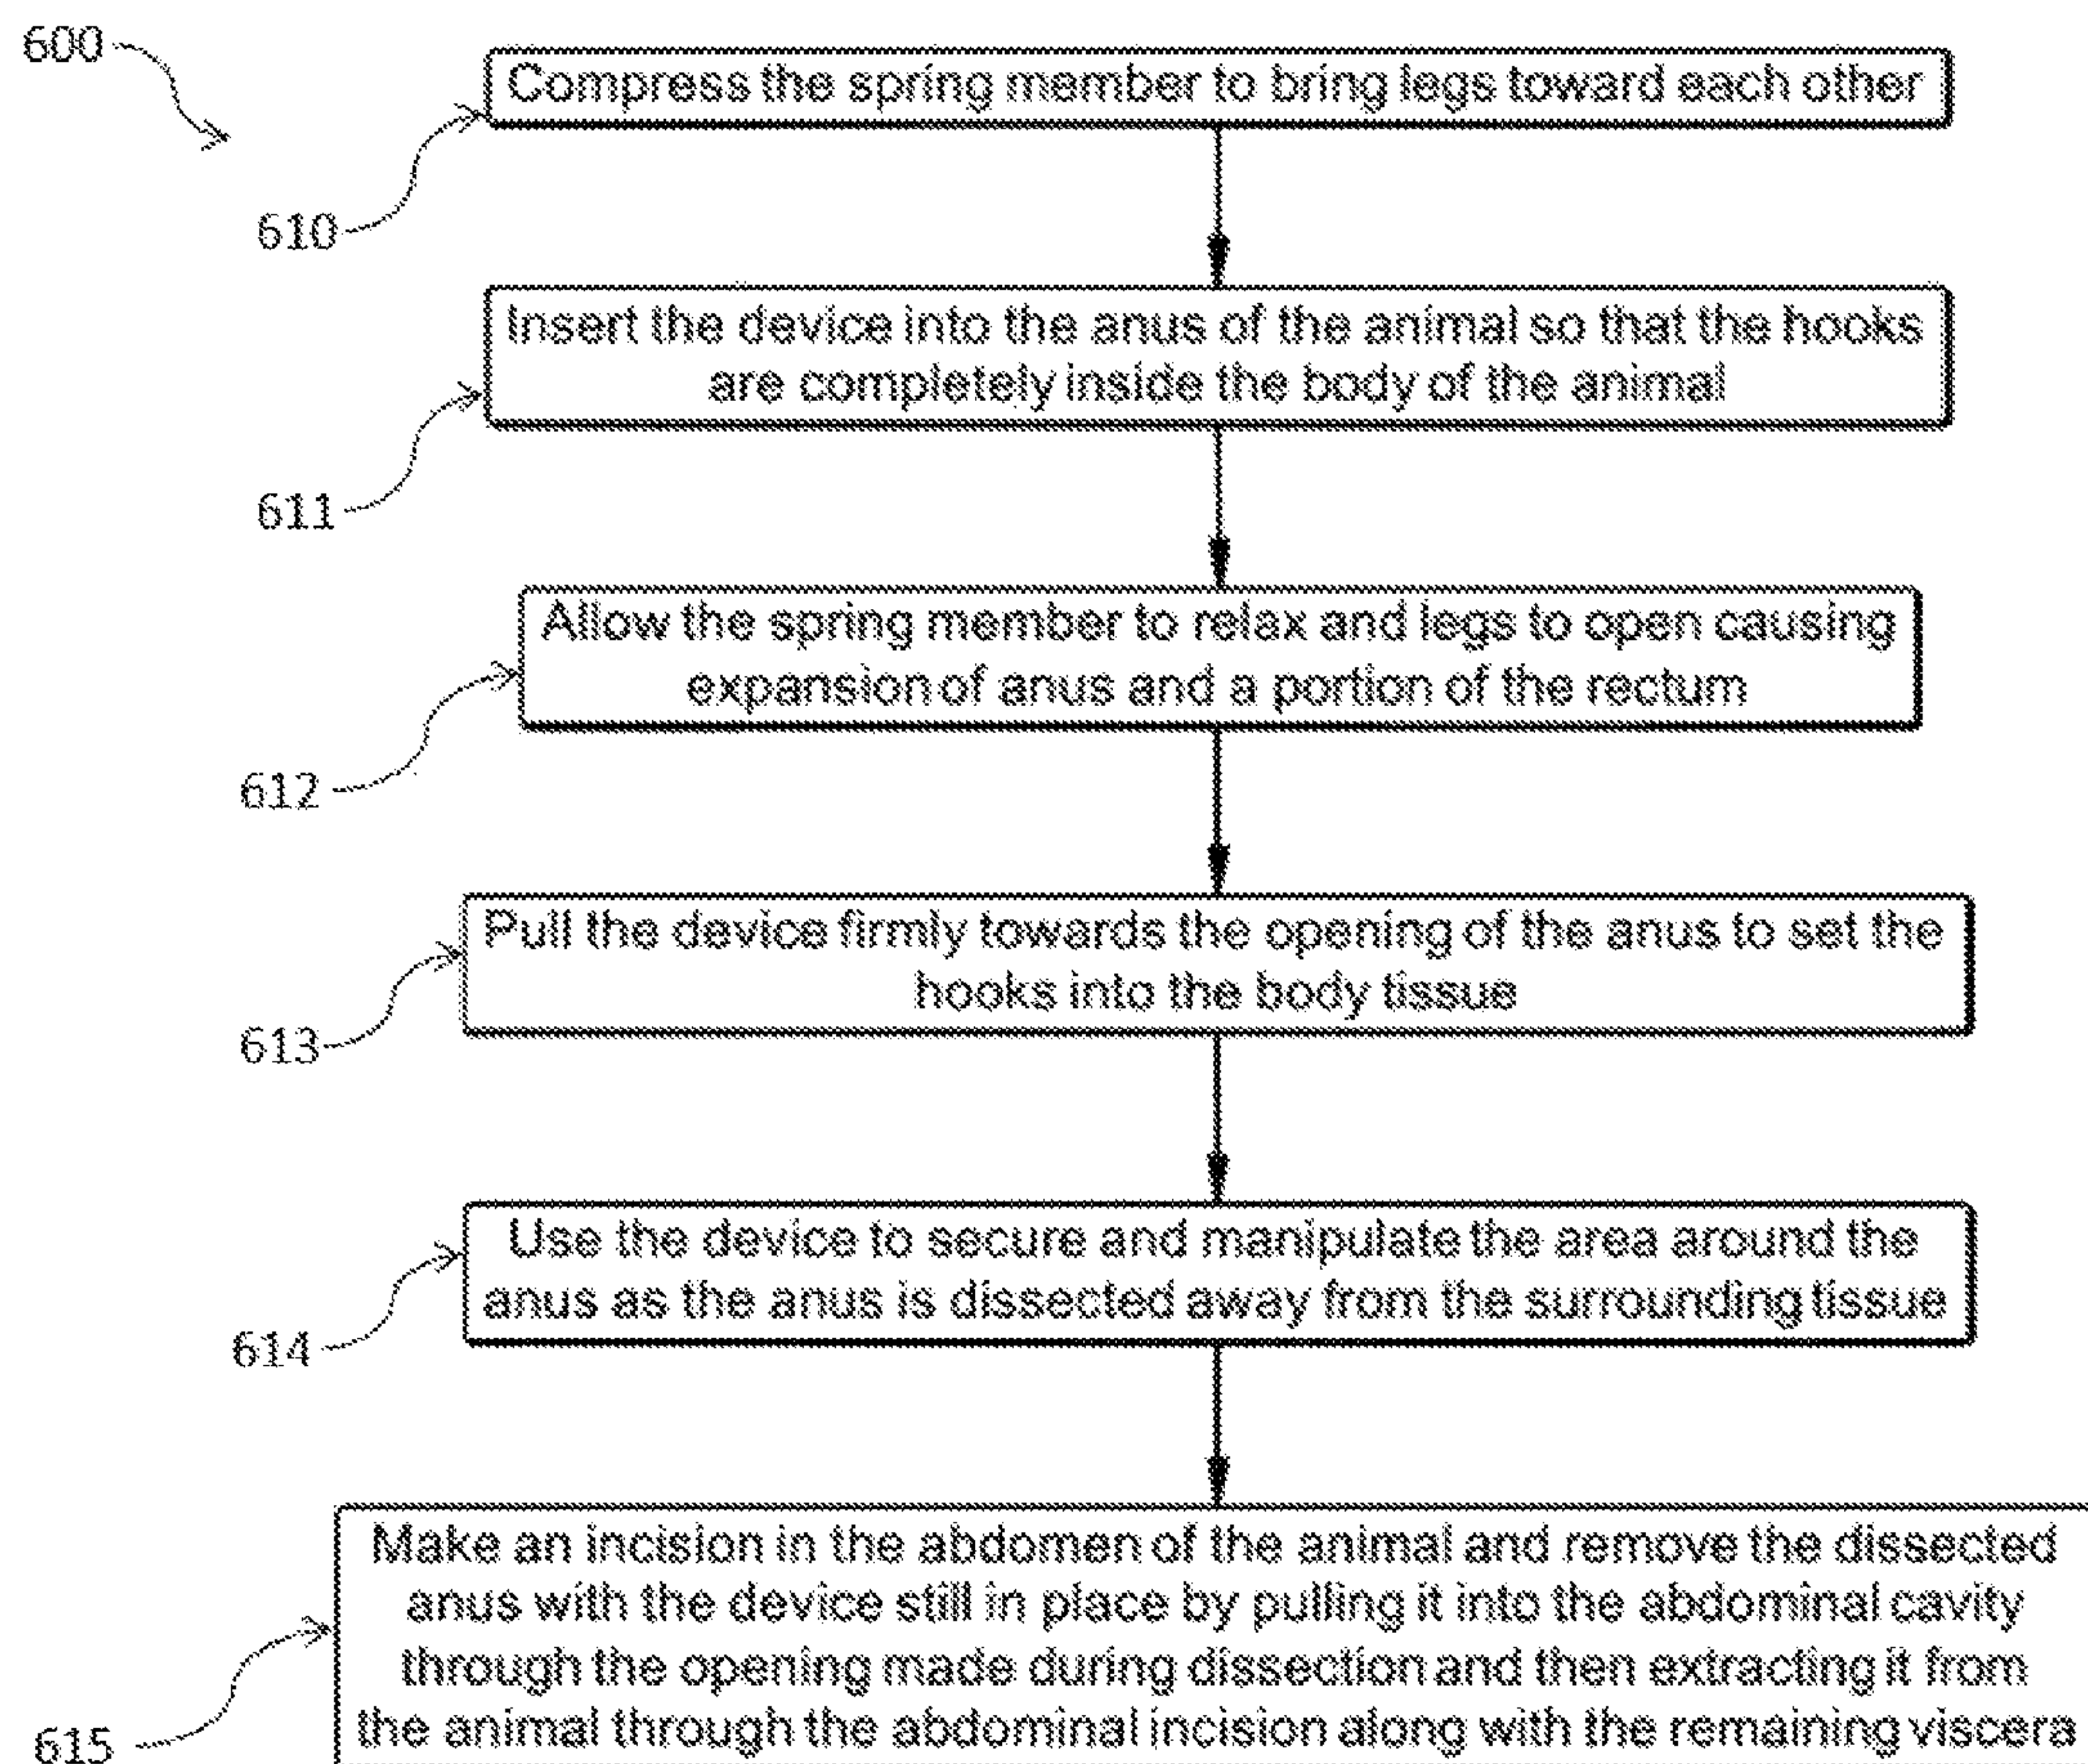 600
Compress the spring member to bring legs toward each other
610
Insert the device into the anus of the animal so that the hooks
are completely inside the body of the animal
611
Allow the spring member to relax and legs to open causing
expansion of anus and a portion of the rectum
612
Pull the device firmly towards the opening of the anus to set the
hooks into the body tissue
613
Use the device to secure and manipulate the area around the
anus as the anus is dissected away from the surrounding tissue
614
Make an incision in the abdomen of the animal and remove the dissected
anus with the device still in place by pulling it into the abdominal cavity
through the opening made during dissection and then extracting it from
the animal through the abdominal incision along with the remaining viscera
615